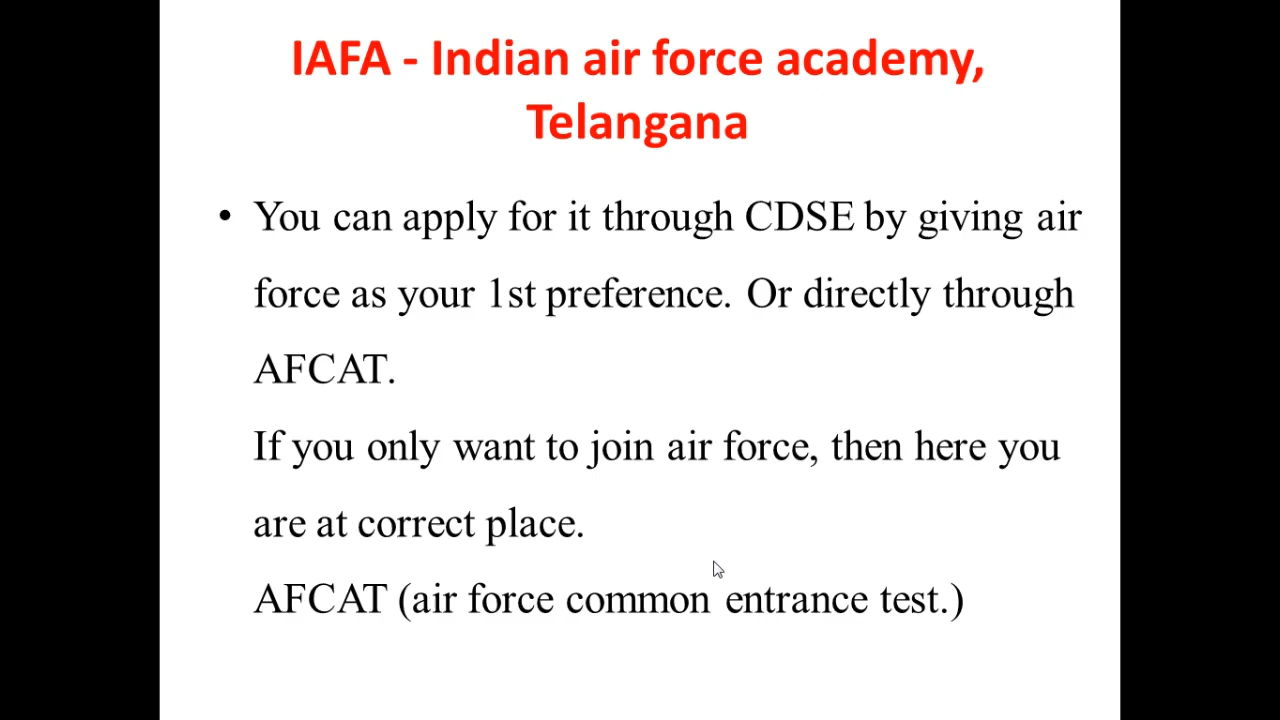 IAFA - Indian air force academy,
Telangana
• You can apply for it through CDSE by giving air
force as your 1st preference. Or directly through
AFCAT.
If you only want to join air force, then here you
are at correct place.
AFCAT (air force common entrance test.)